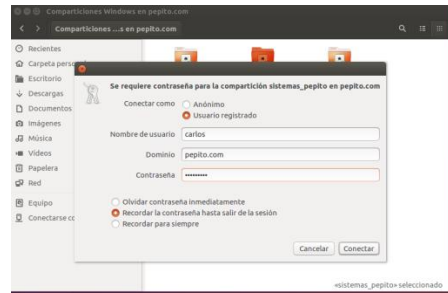 Comparticiones Windows en pepito.com
Comparticiones ...s en pepito.com
Recientes
Carpeta perso
Escritorio
Descargas
Documentos
Imágenes
Música
Vídeos
Papelera
Red
Equipo
Conectarse co
Se requiere contraseña para la compartición sistemas_pepito en pepito.com
Conectar como
Anónimo
Usuario registrado
Nombre de usuario carlos
Dominio pepito.com
Contraseña
Olvidar contraseña inmediatamente
Recordar la contraseña hasta salir de la sesión
Recordar para siempre
Cancelar Conectar
«sistemas_pepito» seleccionado